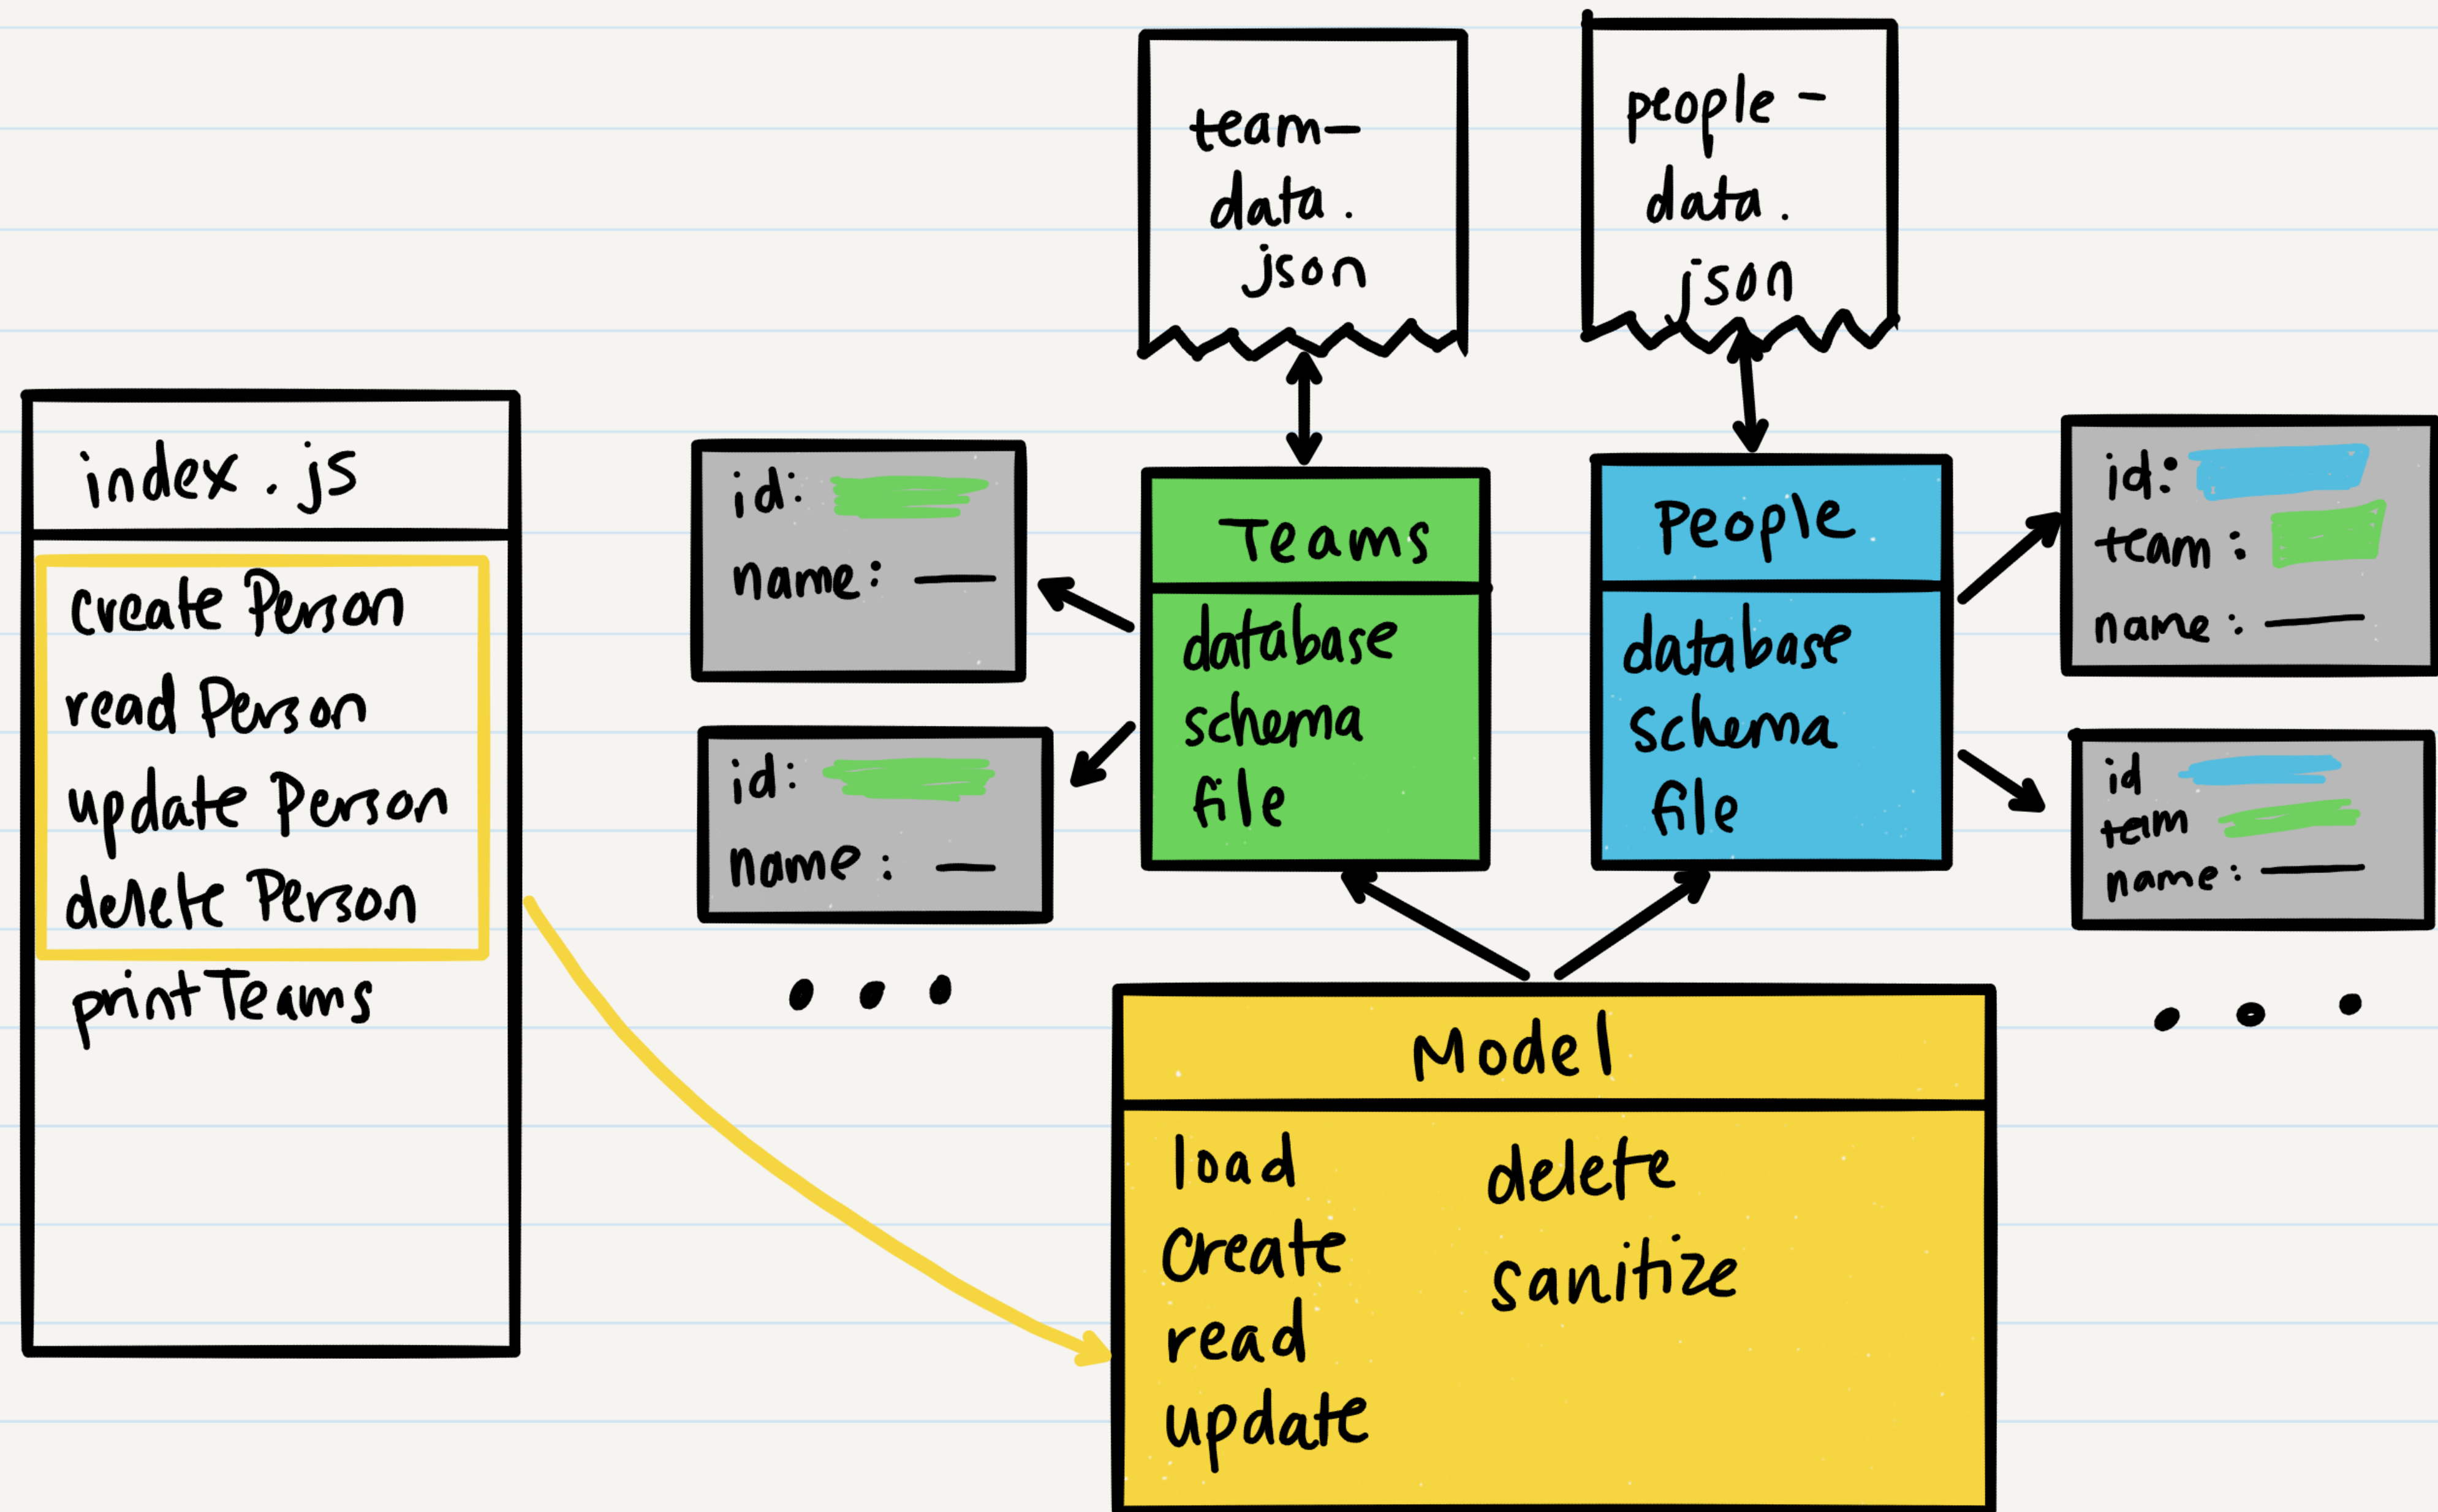 team-
data.
json
people-
data.
json
index.js
create Person
read Person
update Person
delete Person
printTeams
id:
name:
id:
name:
Teams
database
schema
file
People
database
schema
file
id:
team:
name:
id
team
name:
Model
load
create
read
update
delete
sanitize